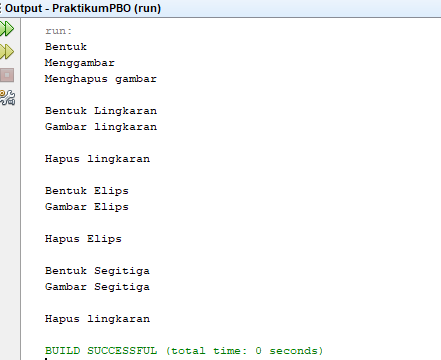 Output - PraktikumPBO (run)
run:
Bentuk
Menggambar
Menghapus gambar
Bentuk Lingkaran
Gambar lingkaran
Hapus lingkaran
Bentuk Elips
Gambar Elips
Hapus Elips
Bentuk Segitiga
Gambar Segitiga
Hapus lingkaran
BUILD SUCCESSFUL (total time: 0 seconds)